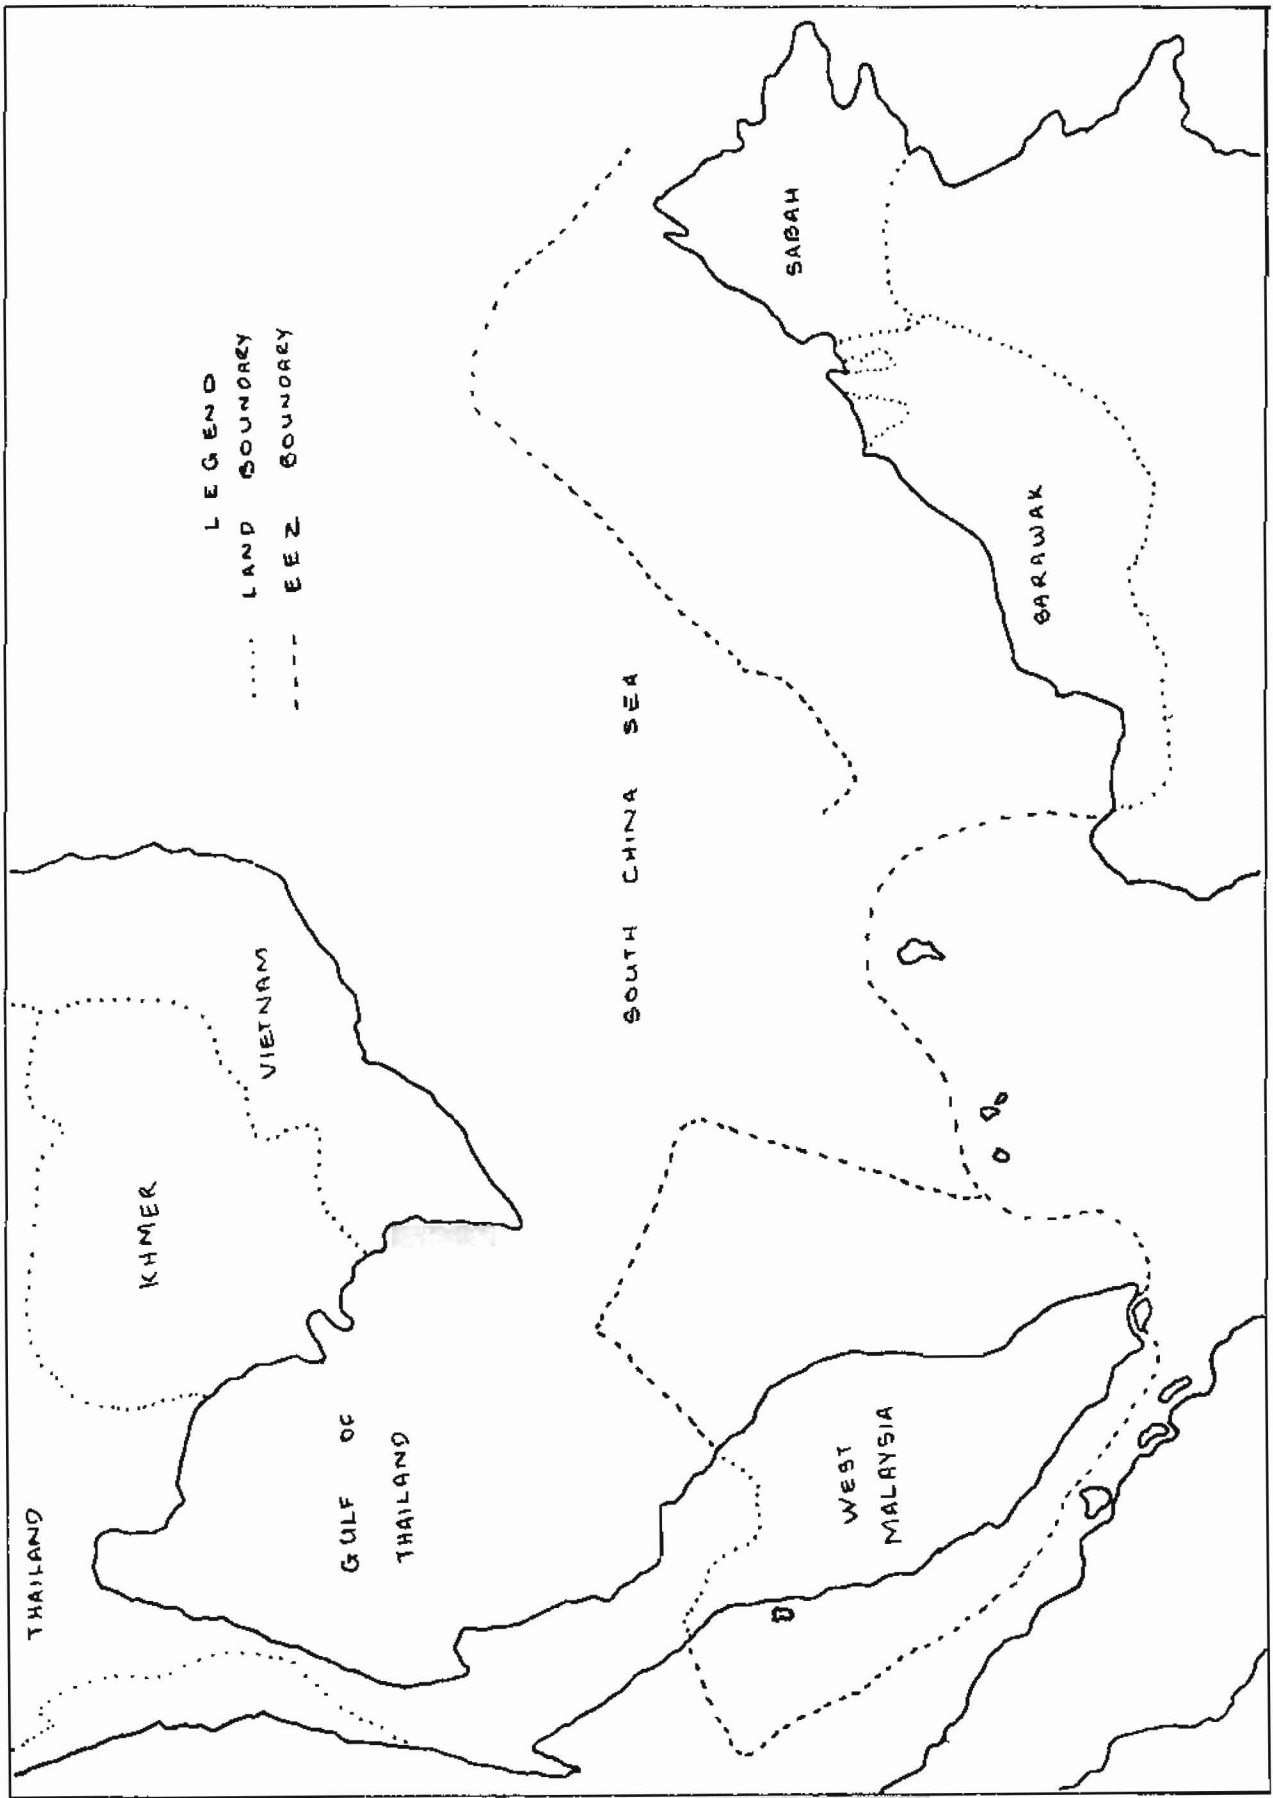 LEGEND
..... LAND BOUNDARY
---- EEZ BOUNDARY
THAILAND
KHMER
VIETNAM
GULF OF
THAILAND
SOUTH CHINA SEA
SABAH
SARAWAK
WEST
MALAYSIA